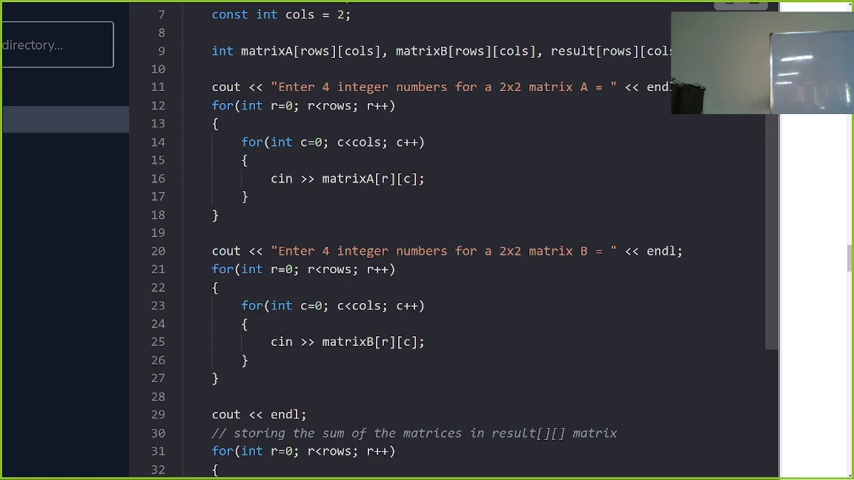 directory...
7 const int cols = 2;
8
9 int matrixA[rows][cols], matrixB[rows][cols], result[rows][cols
10
11 cout << "Enter 4 integer numbers for a 2x2 matrix A = " << endl
12 for(int r=0; r<rows; r++)
13 {
14 for(int c=0; c<cols; c++)
15 {
16 cin >> matrixA[r][c];
17 }
18 }
19
20 cout << "Enter 4 integer numbers for a 2x2 matrix B = " << endl;
21 for(int r=0; r<rows; r++)
22 {
23 for(int c=0; c<cols; c++)
24 {
25 cin >> matrixB[r][c];
26 }
27 }
28
29 cout << endl;
30 // storing the sum of the matrices in result[][] matrix
31 for(int r=0; r<rows; r++)
32 {